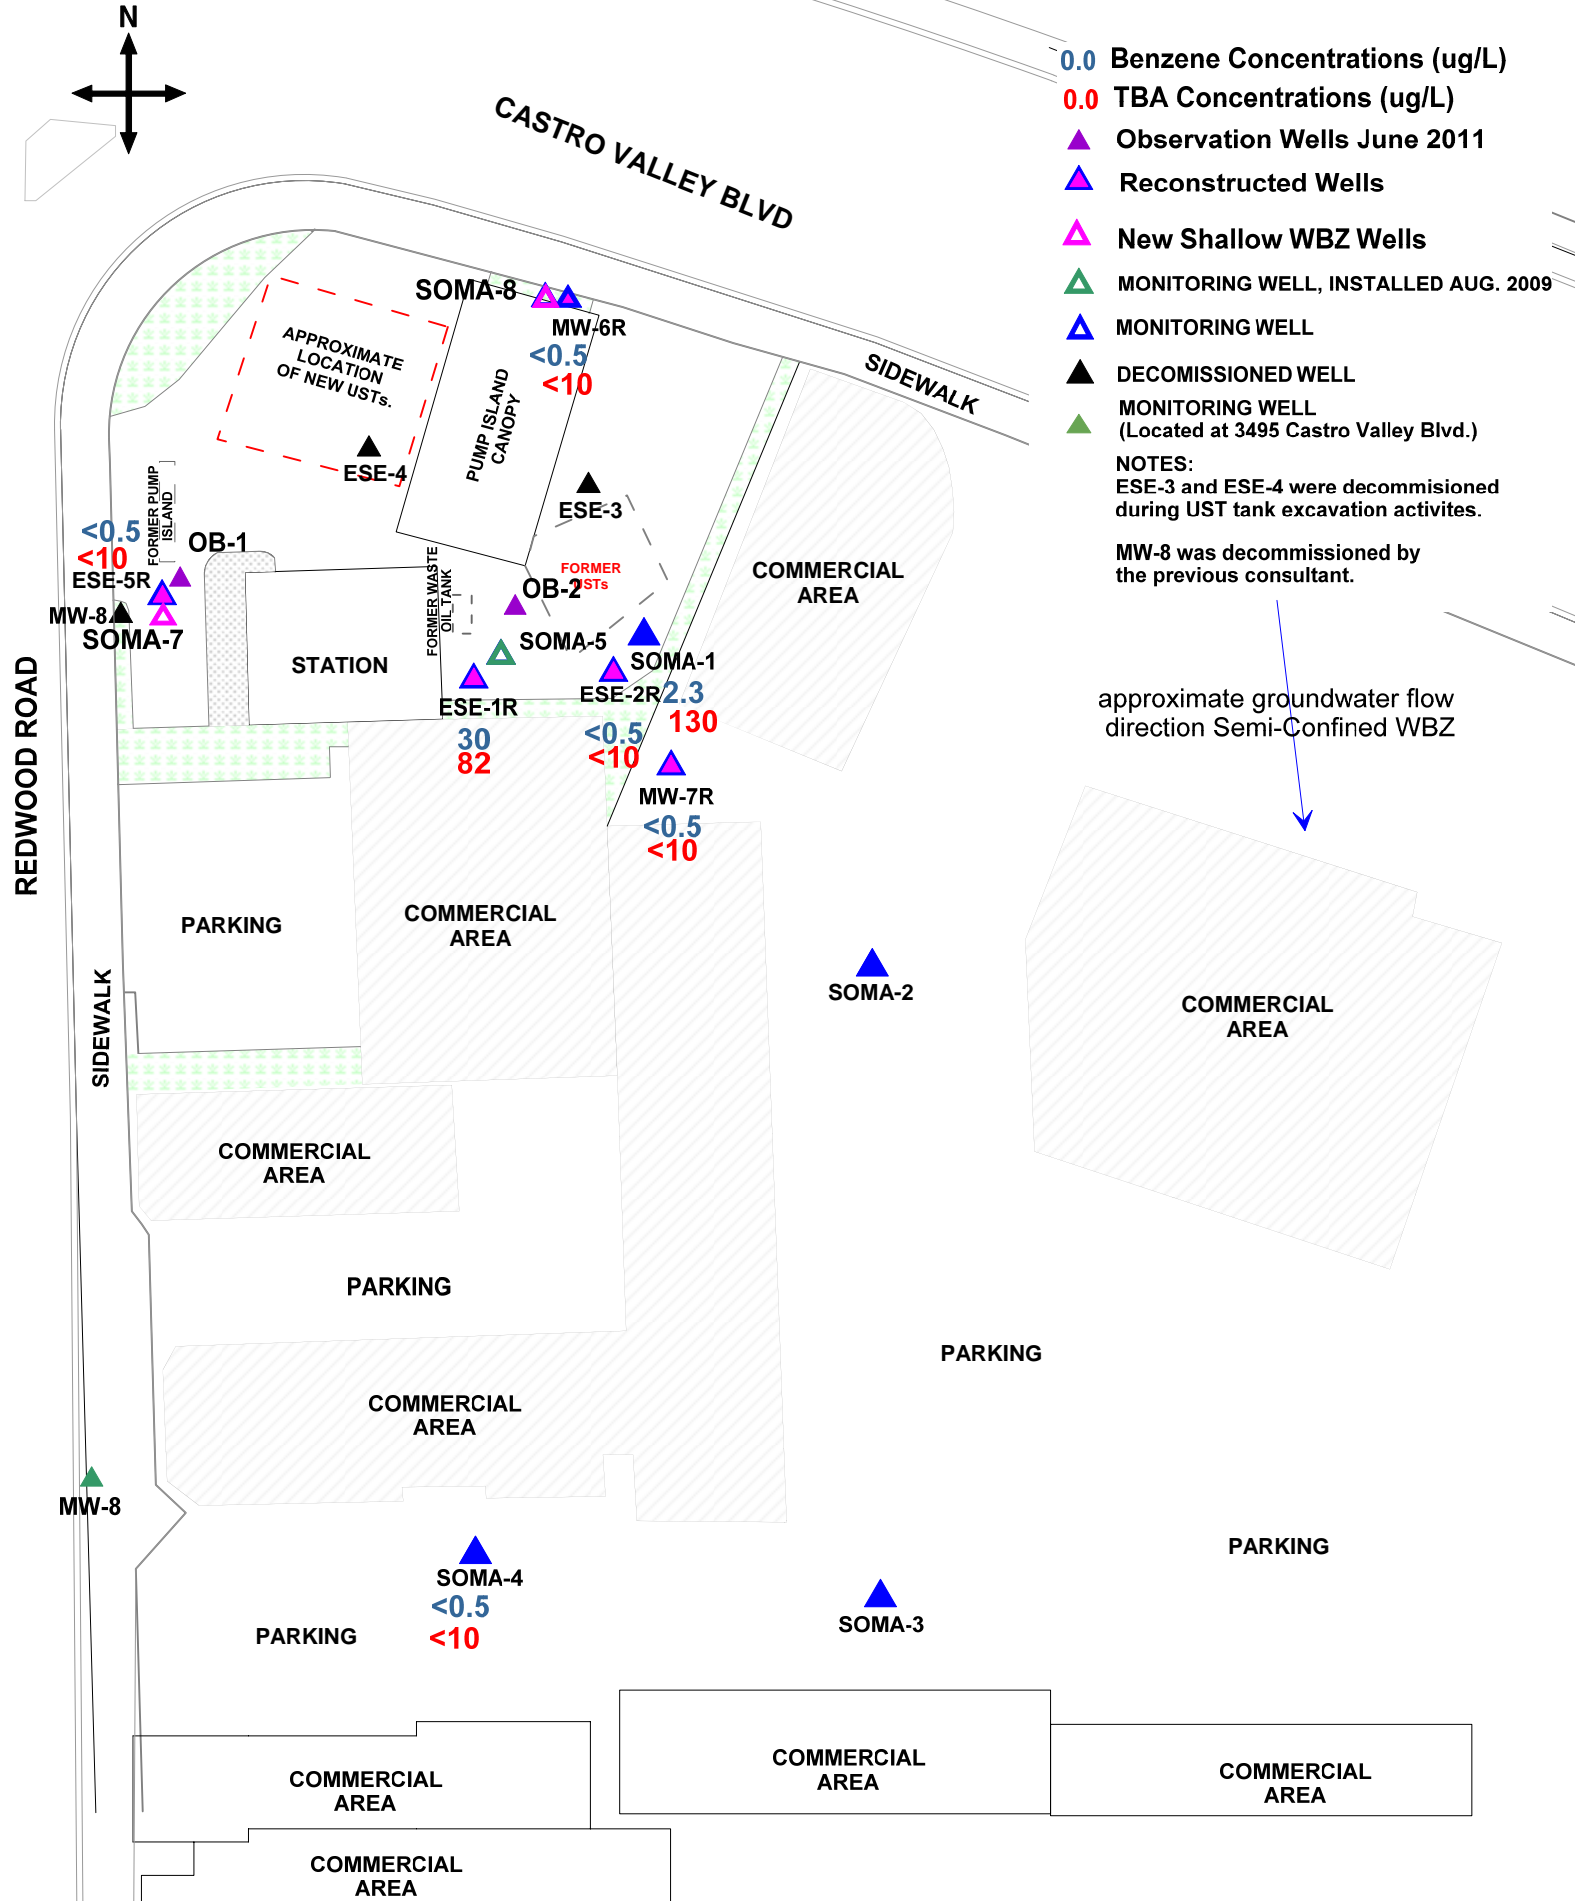 N
0.0 Benzene Concentrations (ug/L)
0.0 TBA Concentrations (ug/L)
Observation Wells June 2011
Reconstructed Wells
New Shallow WBZ Wells
MONITORING WELL, INSTALLED AUG. 2009
MONITORING WELL
DECOMISSIONED WELL
MONITORING WELL
(Located at 3495 Castro Valley Blvd.)
NOTES:
ESE-3 and ESE-4 were decommisioned
during UST tank excavation activites.
MW-8 was decommissioned by
the previous consultant.
approximate groundwater flow
direction Semi-Confined WBZ
CASTRO VALLEY BLVD
SIDEWALK
SOMA-8
MW-6R
<0.5
<10
APPROXIMATE
LOCATION
OF NEW USTs.
PUMP ISLAND
CANOPY
ESE-4
ESE-3
FORMER PUMP
ISLAND
<0.5
<10
OB-1
ESE-5R
MW-8
SOMA-7
FORMER WASTE
OIL TANK
FORMER
USTs
OB-2
SOMA-5
STATION
SOMA-1
2.3
130
ESE-2R
<0.5
<10
ESE-1R
30
82
MW-7R
<0.5
<10
COMMERCIAL
AREA
REDWOOD ROAD
SIDEWALK
PARKING
COMMERCIAL
AREA
SOMA-2
COMMERCIAL
AREA
COMMERCIAL
AREA
PARKING
PARKING
COMMERCIAL
AREA
MW-8
PARKING
SOMA-4
<0.5
<10
SOMA-3
PARKING
COMMERCIAL
AREA
COMMERCIAL
AREA
COMMERCIAL
AREA
COMMERCIAL
AREA